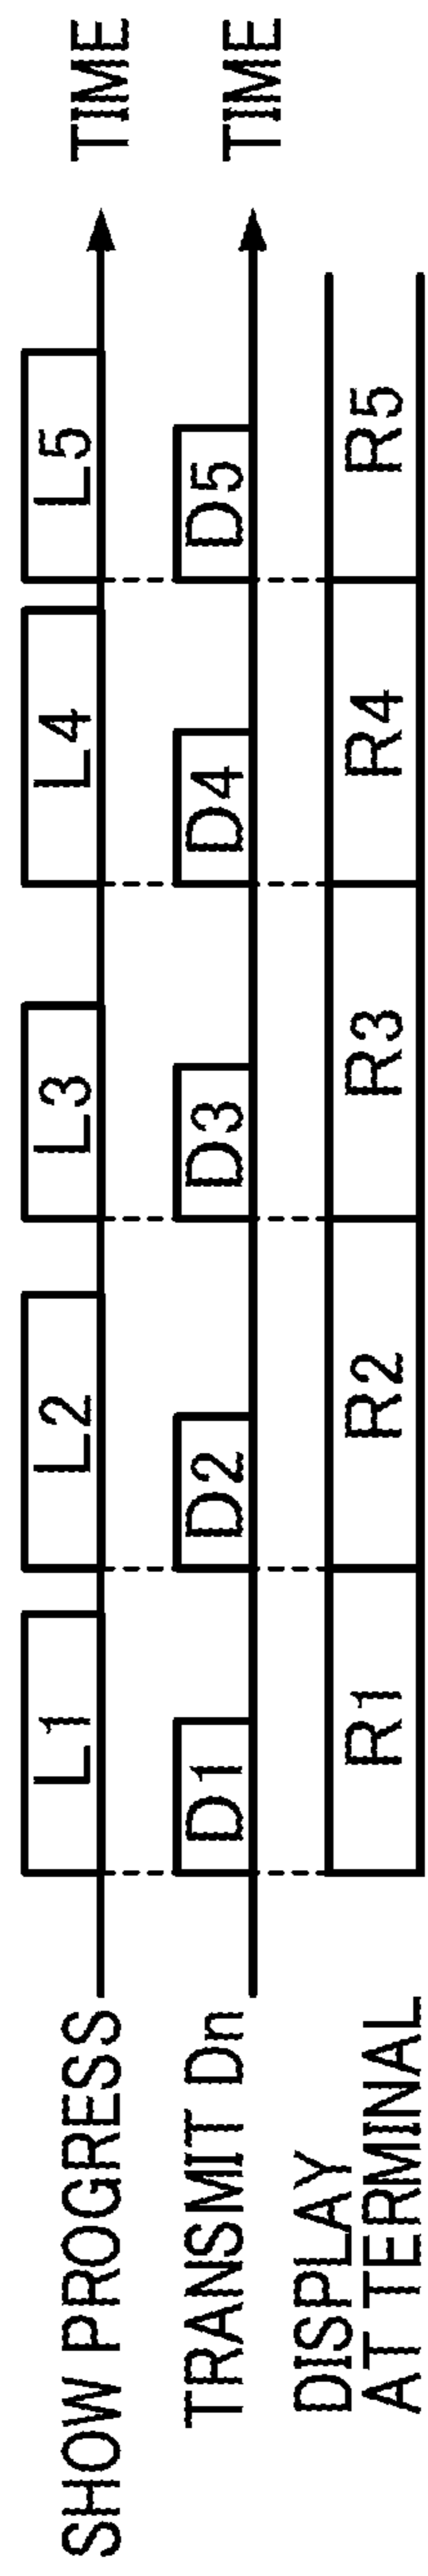 SHOW PROGRESS L1 L2 L3 L4 L5 TIME
TRANSMIT Dn D1 D2 D3 D4 D5 TIME
DISPLAY
AT TERMINAL R1 R2 R3 R4 R5